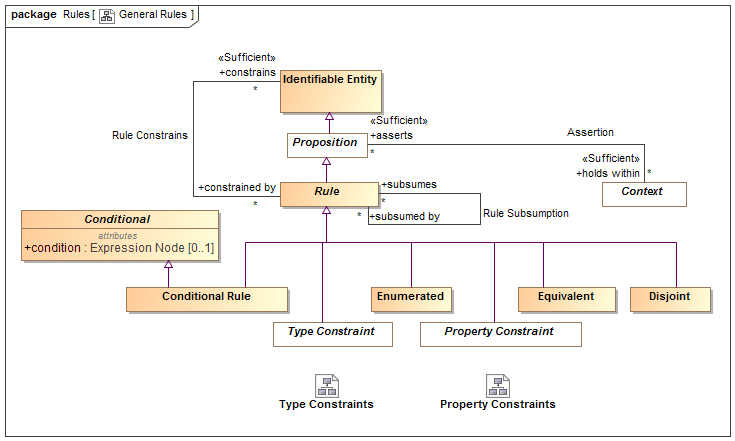 package Rules [ General Rules ]
«Sufficient»
+constrains
*
Identifiable Entity
Rule Constrains
«Sufficient»
+asserts
*
Proposition
Assertion
«Sufficient»
+holds within
*
Context
+constrained by
*
Rule
+subsumes
*
+subsumed by
*
Rule Subsumption
Conditional
attributes
+condition : Expression Node [0..1]
Conditional Rule
Enumerated
Equivalent
Disjoint
Type Constraint
Property Constraint
Type Constraints
Property Constraints